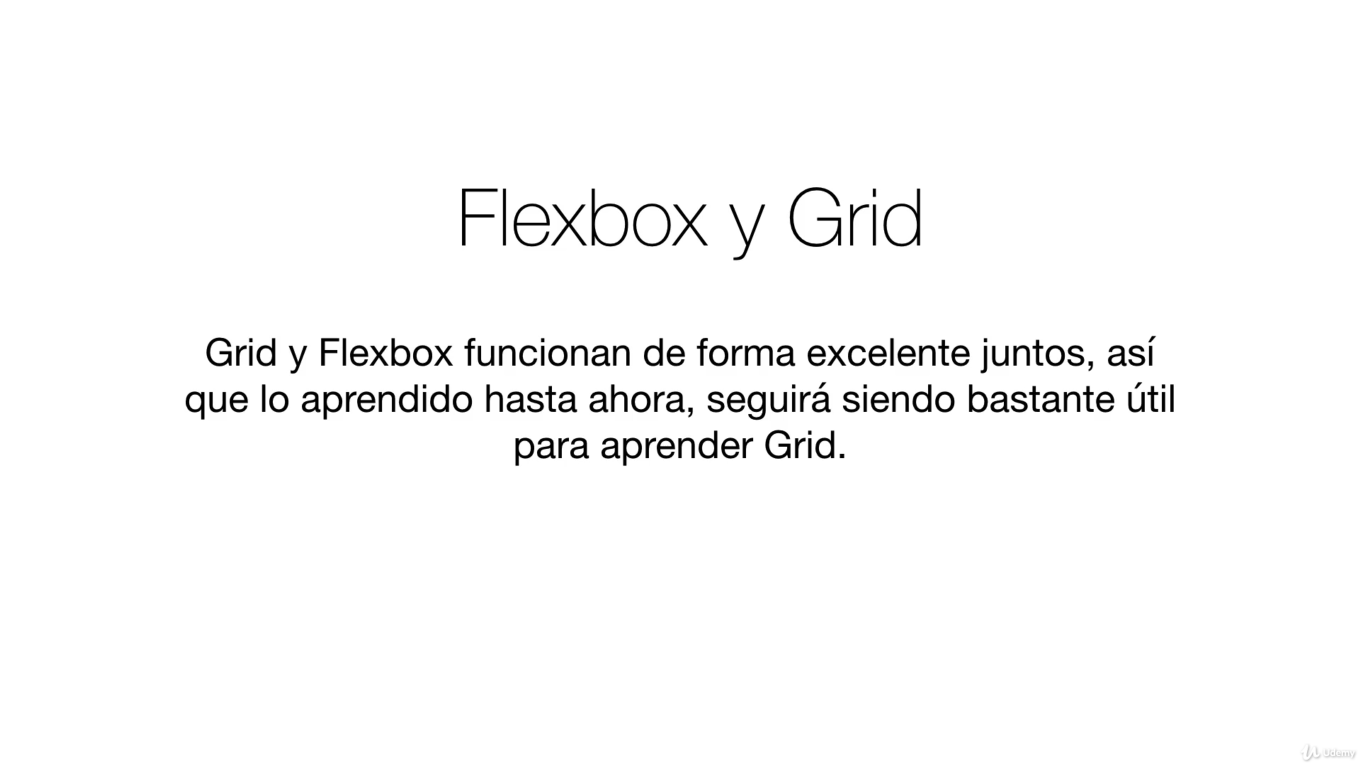 Flexbox y Grid
Grid y Flexbox funcionan de forma excelente juntos, así
que lo aprendido hasta ahora, seguirá siendo bastante útil
para aprender Grid.
Udemy